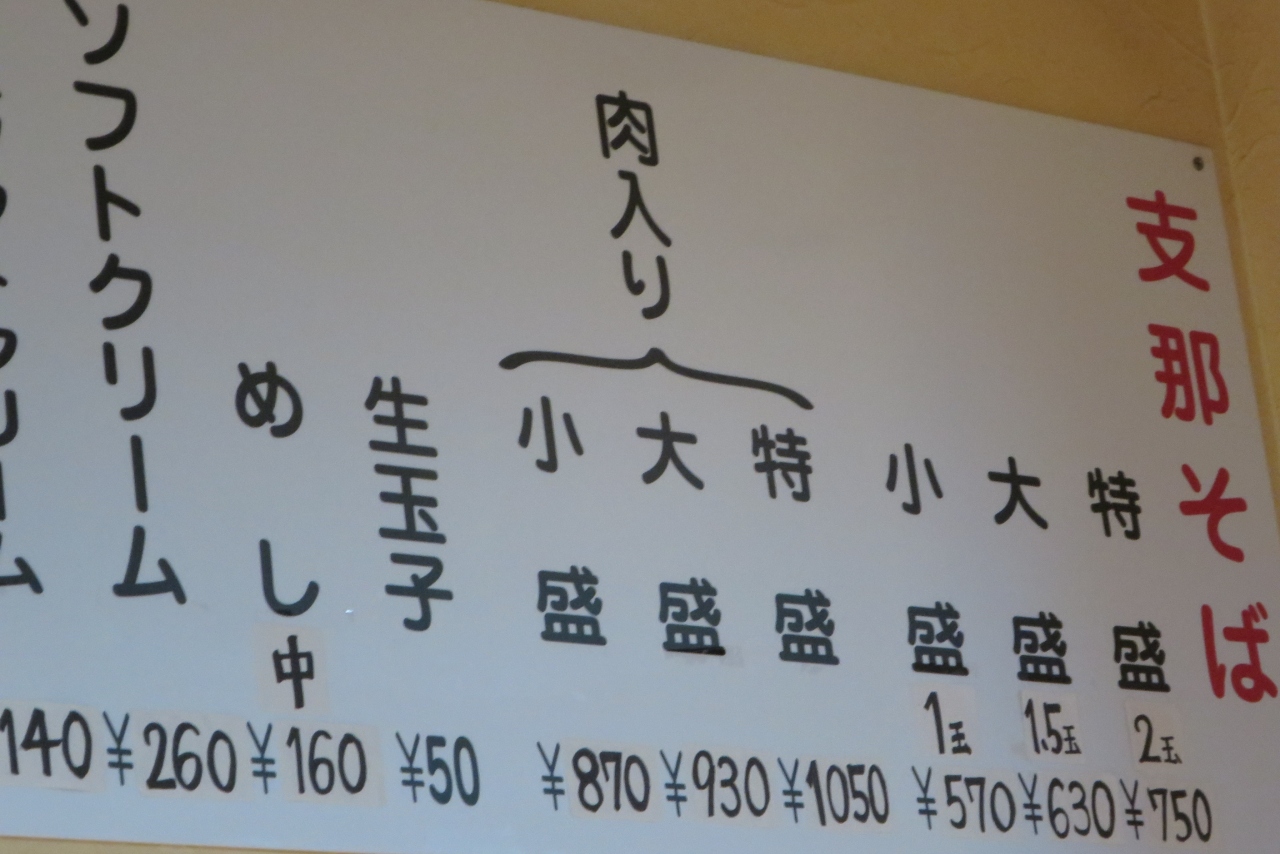 支那そば
特盛 2玉 ¥750
大盛 1.5玉 ¥630
小盛 1玉 ¥570
肉入り
特盛 ¥1050
大盛 ¥930
小盛 ¥870
生玉子 ¥50
めし 中 ¥160
ソフトクリーム ¥260
140